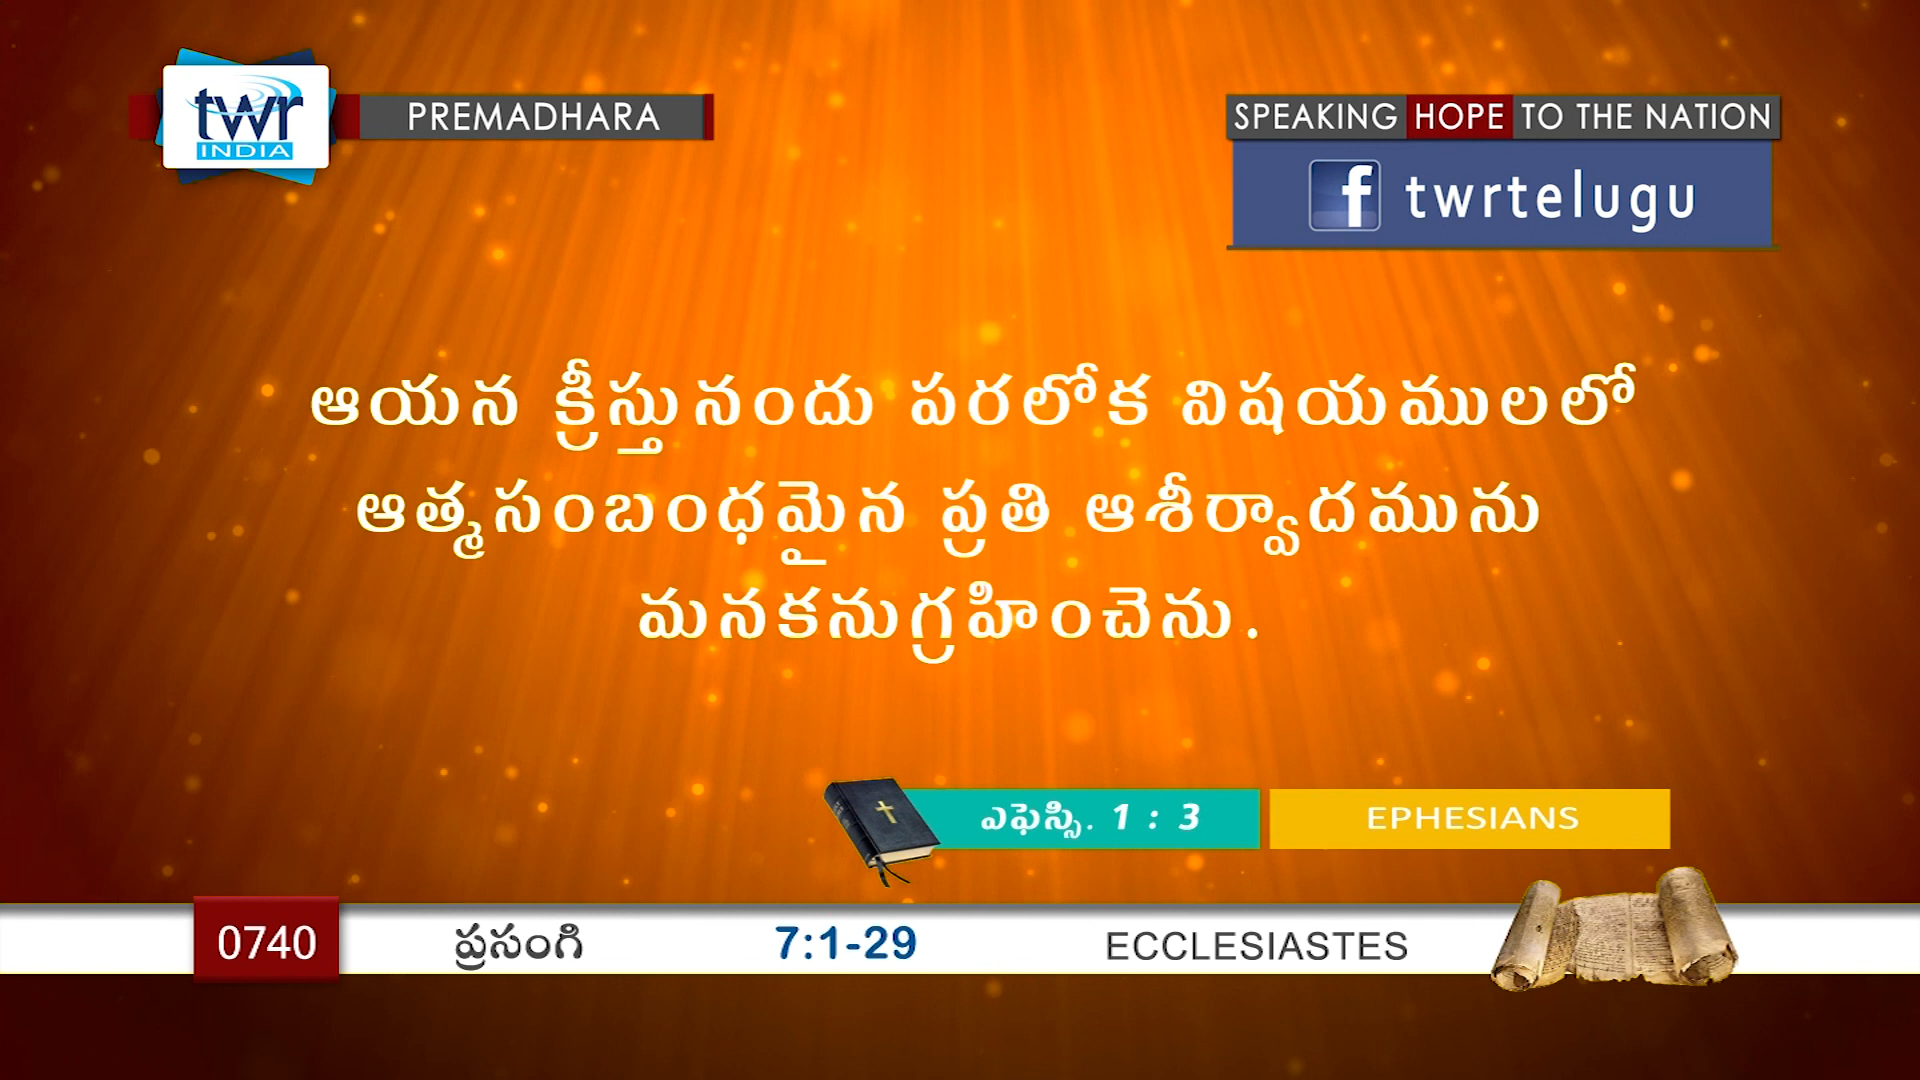 twr
INDIA
PREMADHARA
SPEAKING HOPE TO THE NATION
f twrtelugu
ఆయన క్రీస్తునందు పరలోక విషయములలో
ఆత్మసంబంధమైన ప్రతి ఆశీర్వాదమును
మనకనుగ్రహించెను.
ఎఫెస్సి. 1 : 3
EPHESIANS
0740 ప్రసంగి 7:1-29 ECCLESIASTES